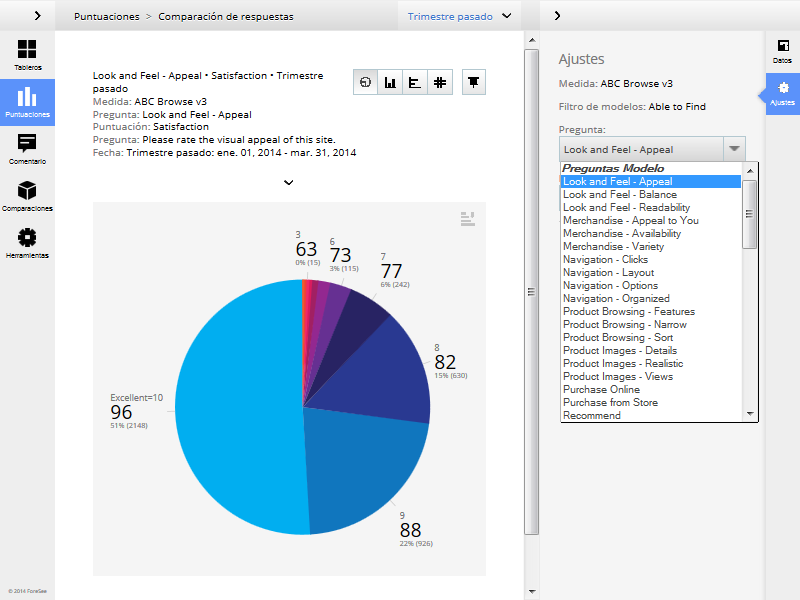 Puntuaciones > Comparación de respuestas
Trimestre pasado
Tableros
Puntuaciones
Comentario
Comparaciones
Herramientas
© 2014 ForeSee
Look and Feel - Appeal • Satisfaction • Trimestre
pasado
Medida: ABC Browse v3
Pregunta: Look and Feel - Appeal
Puntuación: Satisfaction
Pregunta: Please rate the visual appeal of this site.
Fecha: Trimestre pasado: ene. 01, 2014 - mar. 31, 2014
3
63
0% (15)
6
73
3% (115)
7
77
6% (242)
8
82
15% (630)
Excellent=10
96
51% (2148)
9
88
22% (926)
Ajustes
Medida: ABC Browse v3
Filtro de modelos: Able to Find
Pregunta:
Look and Feel - Appeal
Preguntas Modelo
Look and Feel - Appeal
Look and Feel - Balance
Look and Feel - Readability
Merchandise - Appeal to You
Merchandise - Availability
Merchandise - Variety
Navigation - Clicks
Navigation - Layout
Navigation - Options
Navigation - Organized
Product Browsing - Features
Product Browsing - Narrow
Product Browsing - Sort
Product Images - Details
Product Images - Realistic
Product Images - Views
Purchase Online
Purchase from Store
Recommend
Datos
Ajustes